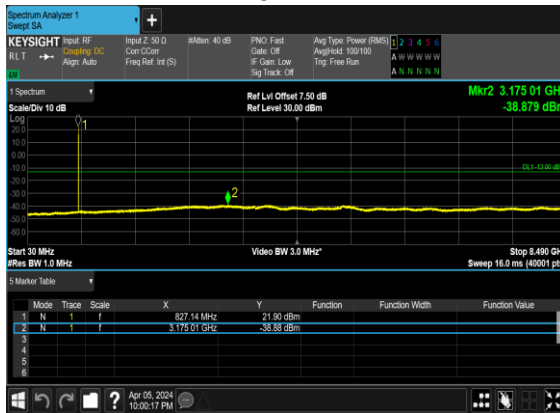 Spectrum Analyzer 1
Swept SA
KEYSIGHT Input: RF Input Z: 50 Ω #Atten: 40 dB PNO: Fast Avg Type: Power (RMS) 1 2 3 4 5 6
RLT Coupling: DC Corr CCorr Gate: Off Avg|Hold: 100/100 A W W W W W
Align: Auto Freq Ref: Int (S) IF Gain: Low Trig: Free Run
Sig Track: Off A N N N N N
1 Spectrum
Ref Lvl Offset 7.50 dB Mkr2 3.175 01 GH
Scale/Div 10 dB Ref Level 30.00 dBm -38.879 dBr
Log
20.0
10.0
0.00
-10.0
DL1 -13.00 dB
-20.0
-30.0
-40.0
-50.0
-60.0
1
2
Start 30 MHz Video BW 3.0 MHz* Stop 8.490 GH
#Res BW 1.0 MHz Sweep 16.0 ms (40001 pt
5 Marker Table
Mode Trace Scale X Y Function Function Width Function Value
1 N 1 f 827.14 MHz 21.90 dBm
2 N 1 f 3.175 01 GHz -38.88 dBm
3
4
5
6
? Apr 05, 2024
10:00:17 PM